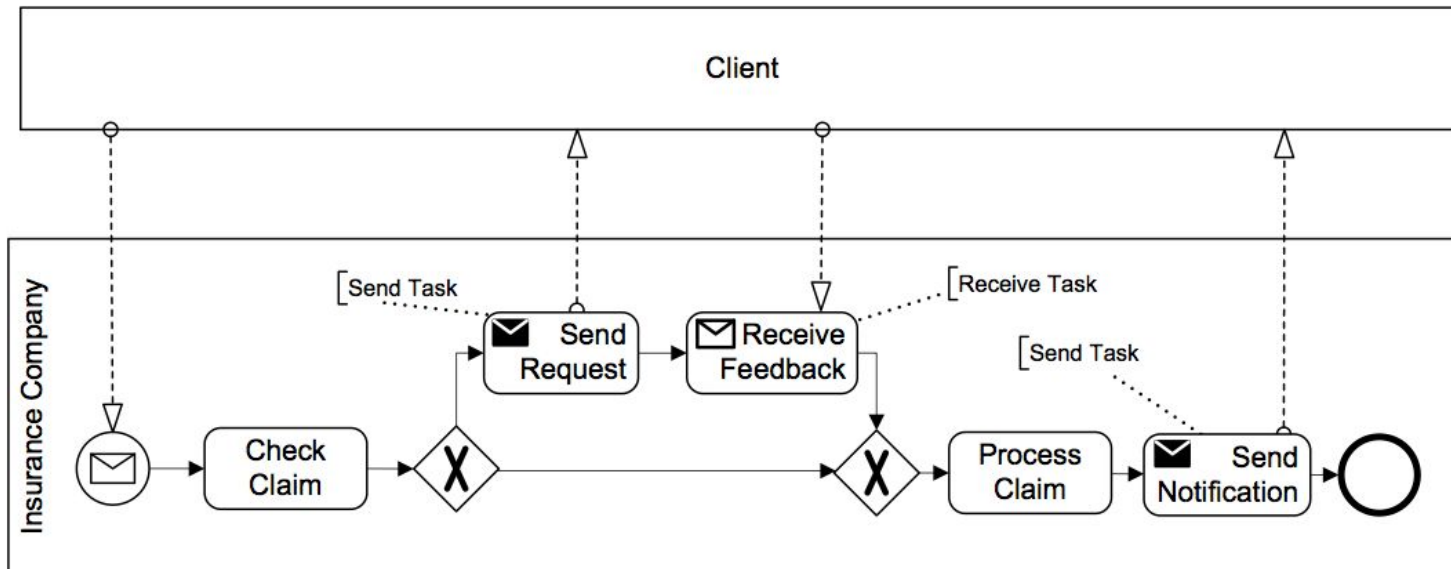 Client
Insurance Company
Send Task
Receive Task
Send
Request
Receive
Feedback
Send Task
Check
Claim
X
X
Process
Claim
Send
Notification